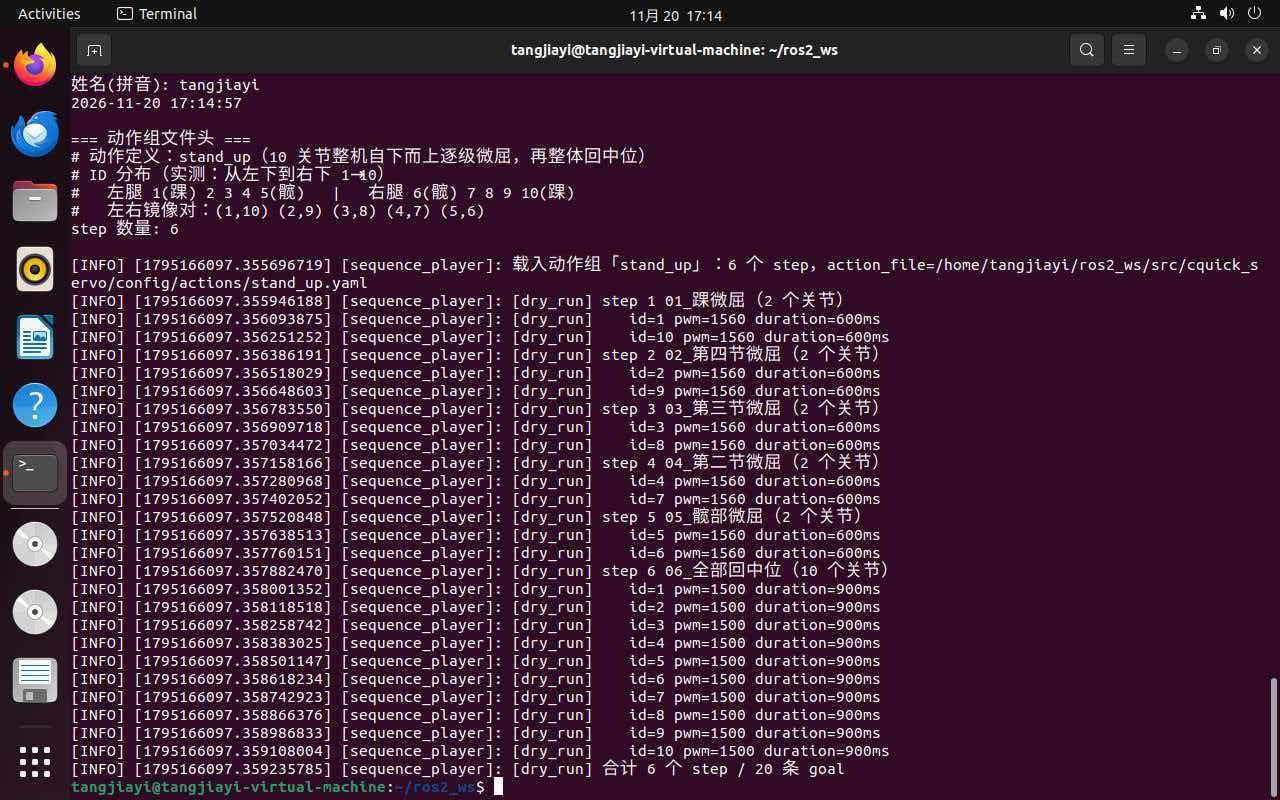 Activities
Terminal
11月 20 17:14
tangjiayi@tangjiayi-virtual-machine: ~/ros2_ws
姓名(拼音): tangjiayi
2026-11-20 17:14:57
=== 动作组文件头 ===
# 动作定义：stand_up（10 关节整机自下而上逐级微屈，再整体回中位）
# ID 分布（实测：从左下到右下 1→10）
#   左腿 1(踝) 2 3 4 5(髋)   |   右腿 6(髋) 7 8 9 10(踝)
#   左右镜像对：(1,10) (2,9) (3,8) (4,7) (5,6)
step 数量: 6
[INFO] [1795166097.355696719] [sequence_player]: 载入动作组「stand_up」：6 个 step，action_file=/home/tangjiayi/ros2_ws/src/cquick_s
ervo/config/actions/stand_up.yaml
[INFO] [1795166097.355946188] [sequence_player]: [dry_run] step 1 01_踝微屈（2 个关节）
[INFO] [1795166097.356093875] [sequence_player]: [dry_run]    id=1 pwm=1560 duration=600ms
[INFO] [1795166097.356251252] [sequence_player]: [dry_run]    id=10 pwm=1560 duration=600ms
[INFO] [1795166097.356386191] [sequence_player]: [dry_run] step 2 02_第四节微屈（2 个关节）
[INFO] [1795166097.356518029] [sequence_player]: [dry_run]    id=2 pwm=1560 duration=600ms
[INFO] [1795166097.356648603] [sequence_player]: [dry_run]    id=9 pwm=1560 duration=600ms
[INFO] [1795166097.356783550] [sequence_player]: [dry_run] step 3 03_第三节微屈（2 个关节）
[INFO] [1795166097.356909718] [sequence_player]: [dry_run]    id=3 pwm=1560 duration=600ms
[INFO] [1795166097.357034472] [sequence_player]: [dry_run]    id=8 pwm=1560 duration=600ms
[INFO] [1795166097.357158166] [sequence_player]: [dry_run] step 4 04_第二节微屈（2 个关节）
[INFO] [1795166097.357280968] [sequence_player]: [dry_run]    id=4 pwm=1560 duration=600ms
[INFO] [1795166097.357402052] [sequence_player]: [dry_run]    id=7 pwm=1560 duration=600ms
[INFO] [1795166097.357520848] [sequence_player]: [dry_run] step 5 05_髋部微屈（2 个关节）
[INFO] [1795166097.357638513] [sequence_player]: [dry_run]    id=5 pwm=1560 duration=600ms
[INFO] [1795166097.357760151] [sequence_player]: [dry_run]    id=6 pwm=1560 duration=600ms
[INFO] [1795166097.357882470] [sequence_player]: [dry_run] step 6 06_全部回中位（10 个关节）
[INFO] [1795166097.358001352] [sequence_player]: [dry_run]    id=1 pwm=1500 duration=900ms
[INFO] [1795166097.358118518] [sequence_player]: [dry_run]    id=2 pwm=1500 duration=900ms
[INFO] [1795166097.358258742] [sequence_player]: [dry_run]    id=3 pwm=1500 duration=900ms
[INFO] [1795166097.358383025] [sequence_player]: [dry_run]    id=4 pwm=1500 duration=900ms
[INFO] [1795166097.358501147] [sequence_player]: [dry_run]    id=5 pwm=1500 duration=900ms
[INFO] [1795166097.358618234] [sequence_player]: [dry_run]    id=6 pwm=1500 duration=900ms
[INFO] [1795166097.358742923] [sequence_player]: [dry_run]    id=7 pwm=1500 duration=900ms
[INFO] [1795166097.358866376] [sequence_player]: [dry_run]    id=8 pwm=1500 duration=900ms
[INFO] [1795166097.358986833] [sequence_player]: [dry_run]    id=9 pwm=1500 duration=900ms
[INFO] [1795166097.359108004] [sequence_player]: [dry_run]    id=10 pwm=1500 duration=900ms
[INFO] [1795166097.359235785] [sequence_player]: [dry_run] 合计 6 个 step / 20 条 goal
tangjiayi@tangjiayi-virtual-machine:~/ros2_ws$